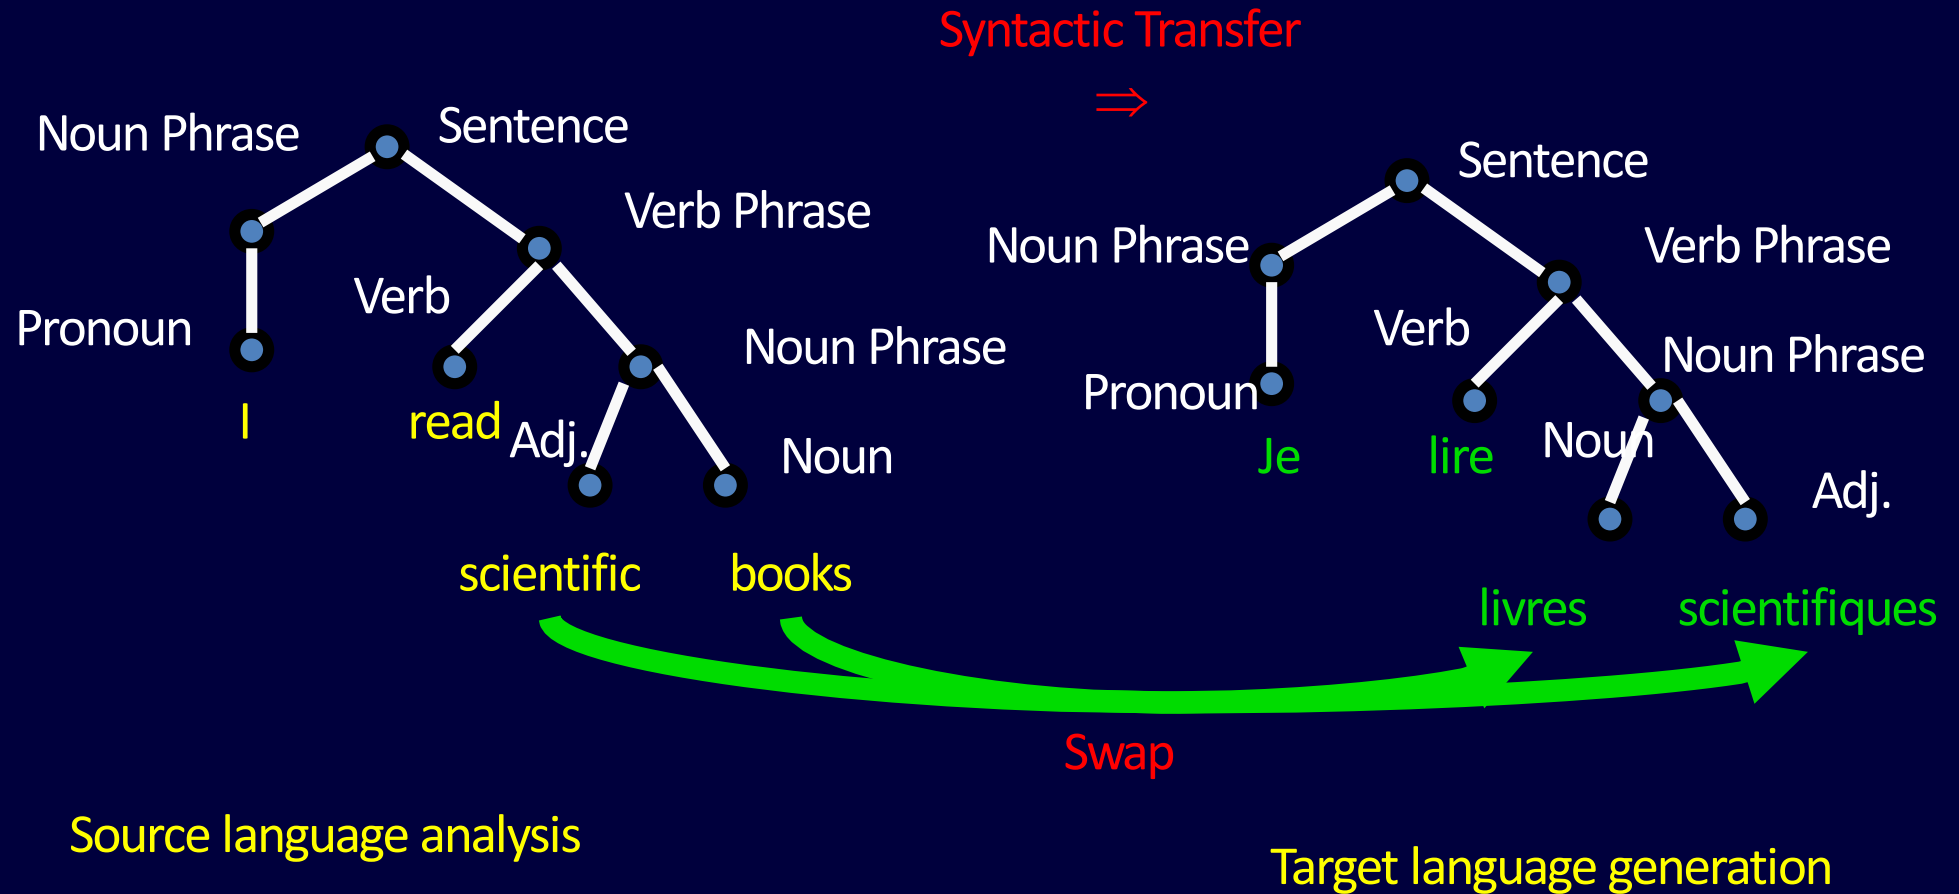 Syntactic Transfer
⇒
Noun Phrase
Sentence
Verb Phrase
Verb
Pronoun
Noun Phrase
I
read
Adj.
Noun
scientific
books
Sentence
Noun Phrase
Verb Phrase
Verb
Noun Phrase
Pronoun
Je
lire
Noun
Adj.
livres
scientifiques
Swap
Source language analysis
Target language generation